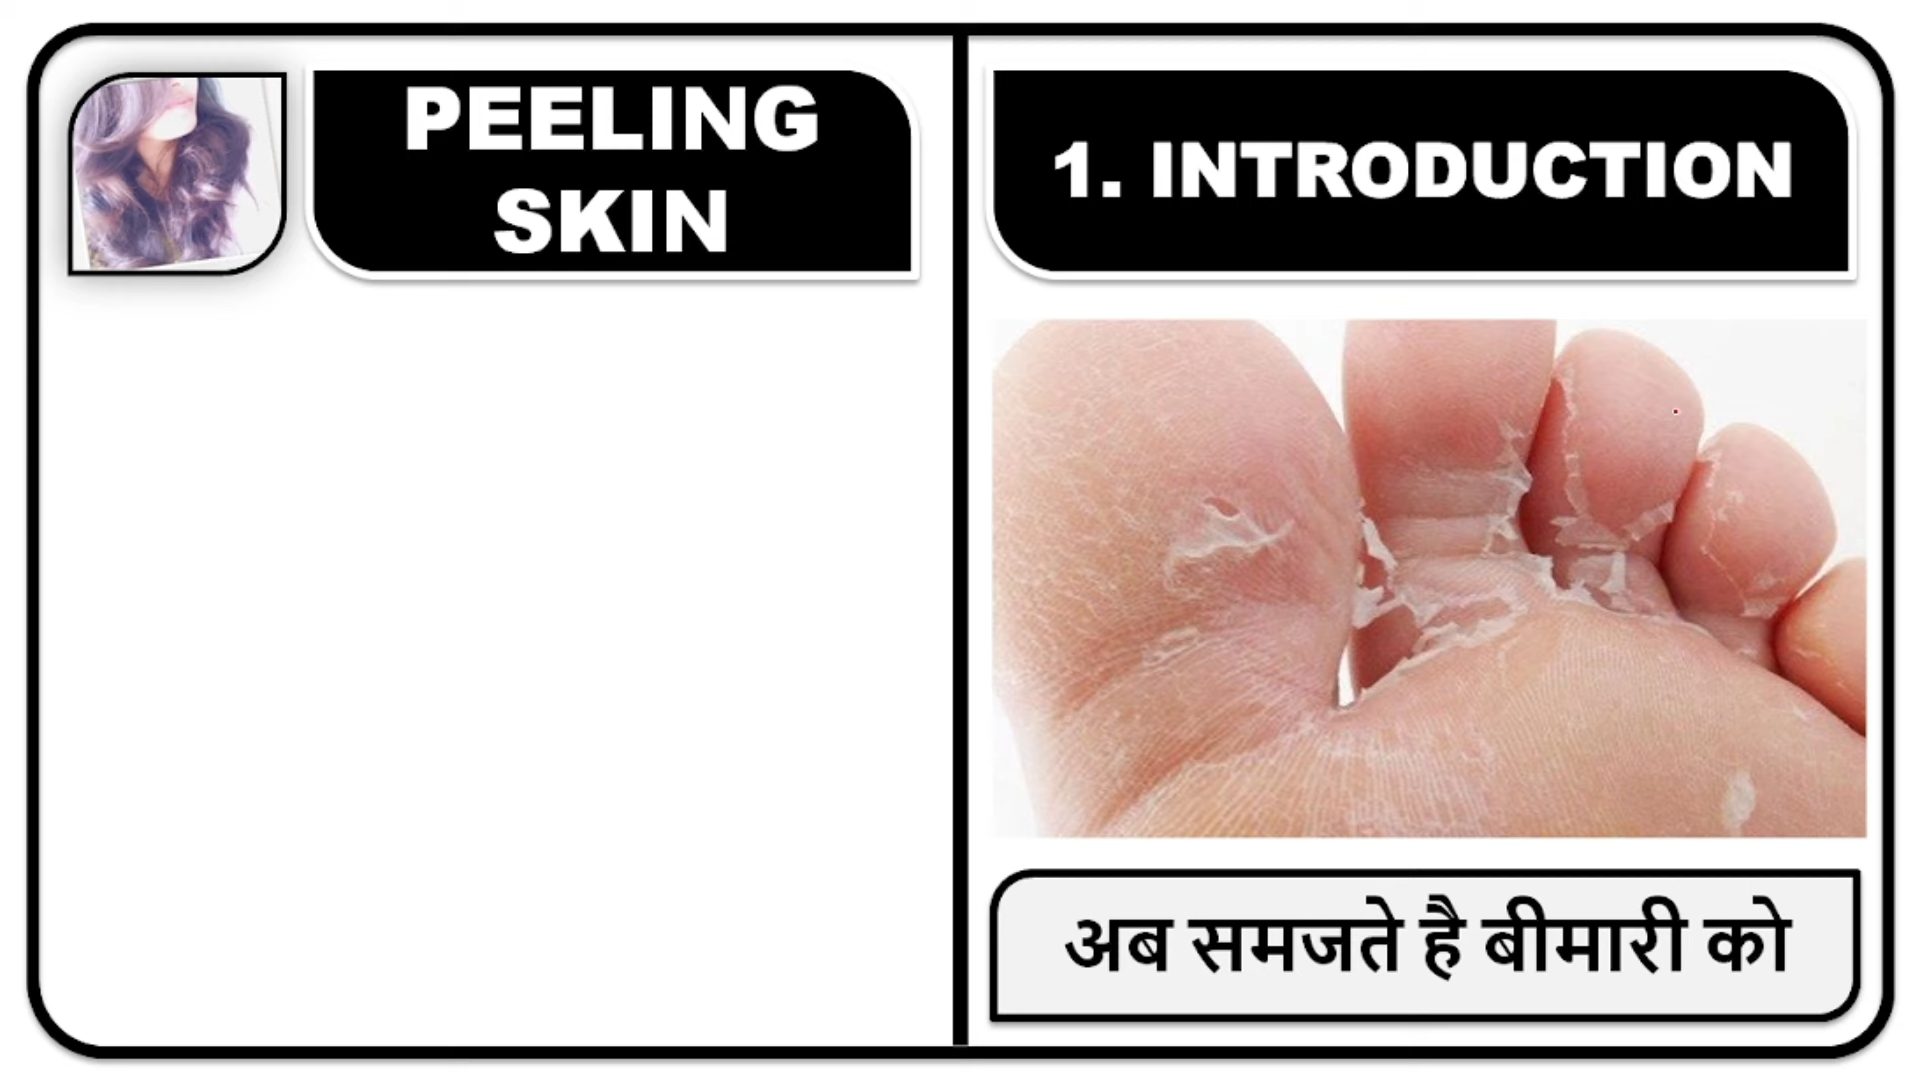 PEELING
SKIN
1. INTRODUCTION
अब समजते है बीमारी को